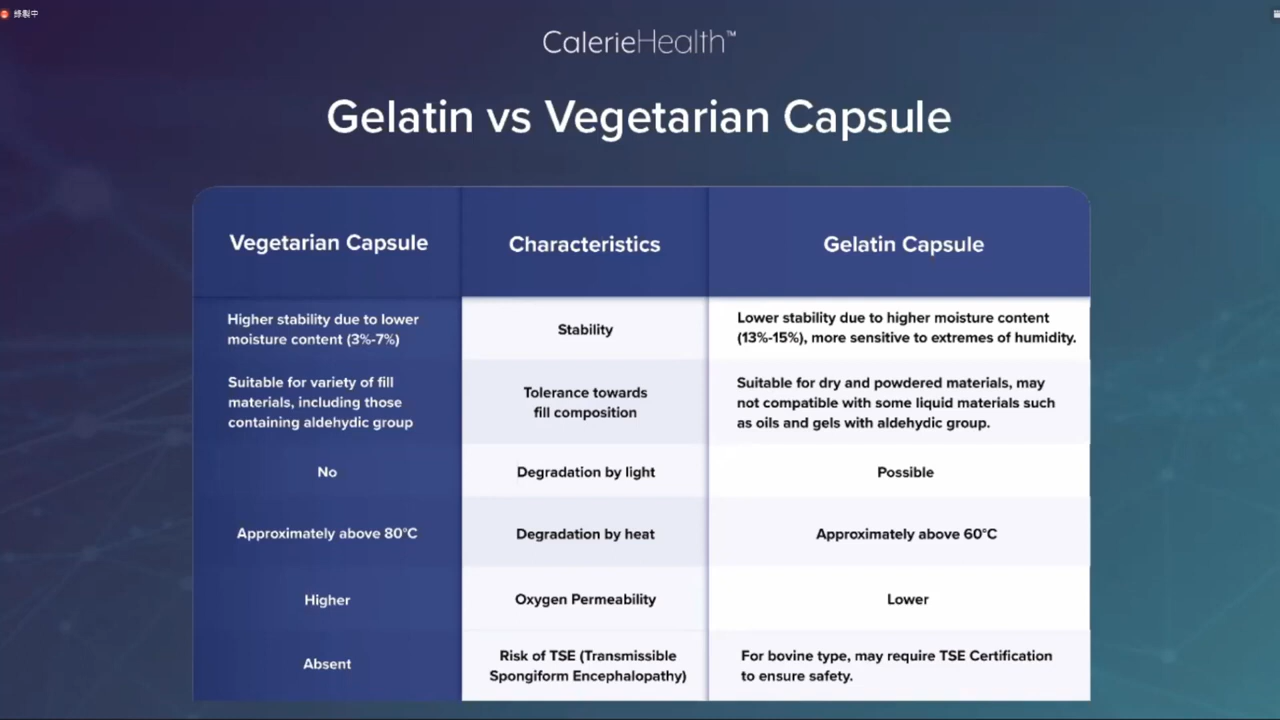 錄製中
CalerieHealth™
Gelatin vs Vegetarian Capsule
Vegetarian Capsule
Characteristics
Gelatin Capsule
Higher stability due to lower
moisture content (3%-7%)
Stability
Lower stability due to higher moisture content
(13%-15%), more sensitive to extremes of humidity.
Suitable for variety of fill
materials, including those
containing aldehydic group
Tolerance towards
fill composition
Suitable for dry and powdered materials, may
not compatible with some liquid materials such
as oils and gels with aldehydic group.
No
Degradation by light
Possible
Approximately above 80°C
Degradation by heat
Approximately above 60°C
Higher
Oxygen Permeability
Lower
Absent
Risk of TSE (Transmissible
Spongiform Encephalopathy)
For bovine type, may require TSE Certification
to ensure safety.